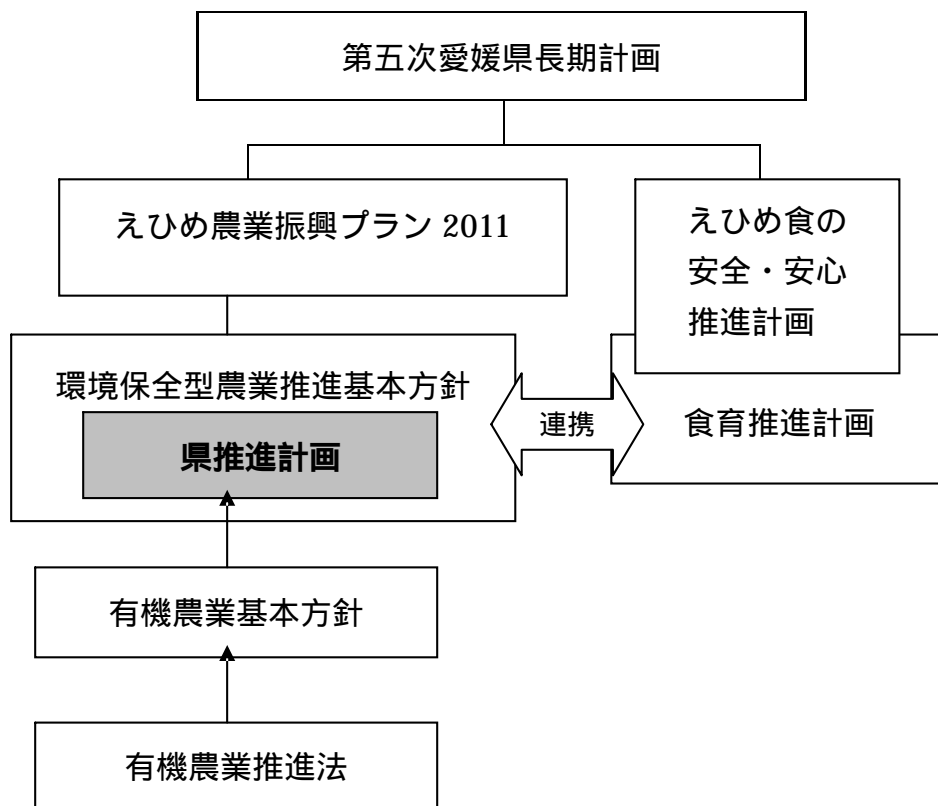 第五次愛媛県長期計画
えひめ農業振興プラン 2011
えひめ食の
安全・安心
推進計画
環境保全型農業推進基本方針
県推進計画
連携
食育推進計画
有機農業基本方針
有機農業推進法